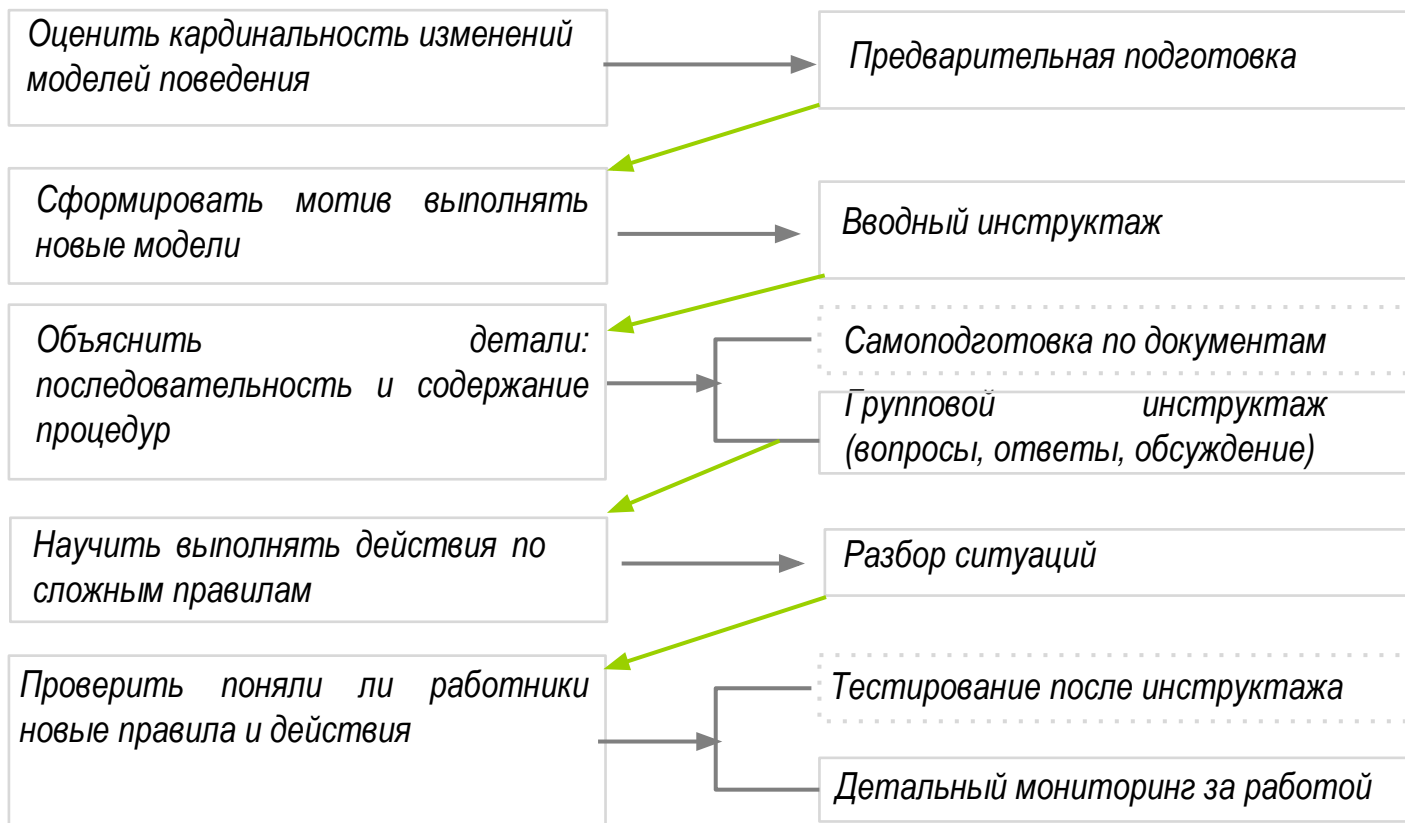 Оценить кардинальность изменений
моделей поведения
Предварительная подготовка
Сформировать мотив выполнять
новые модели
Вводный инструктаж
Объяснить детали:
последовательность и содержание
процедур
Самоподготовка по документам
Групповой инструктаж
(вопросы, ответы, обсуждение)
Научить выполнять действия по
сложным правилам
Разбор ситуаций
Проверить поняли ли работники
новые правила и действия
Тестирование после инструктажа
Детальный мониторинг за работой